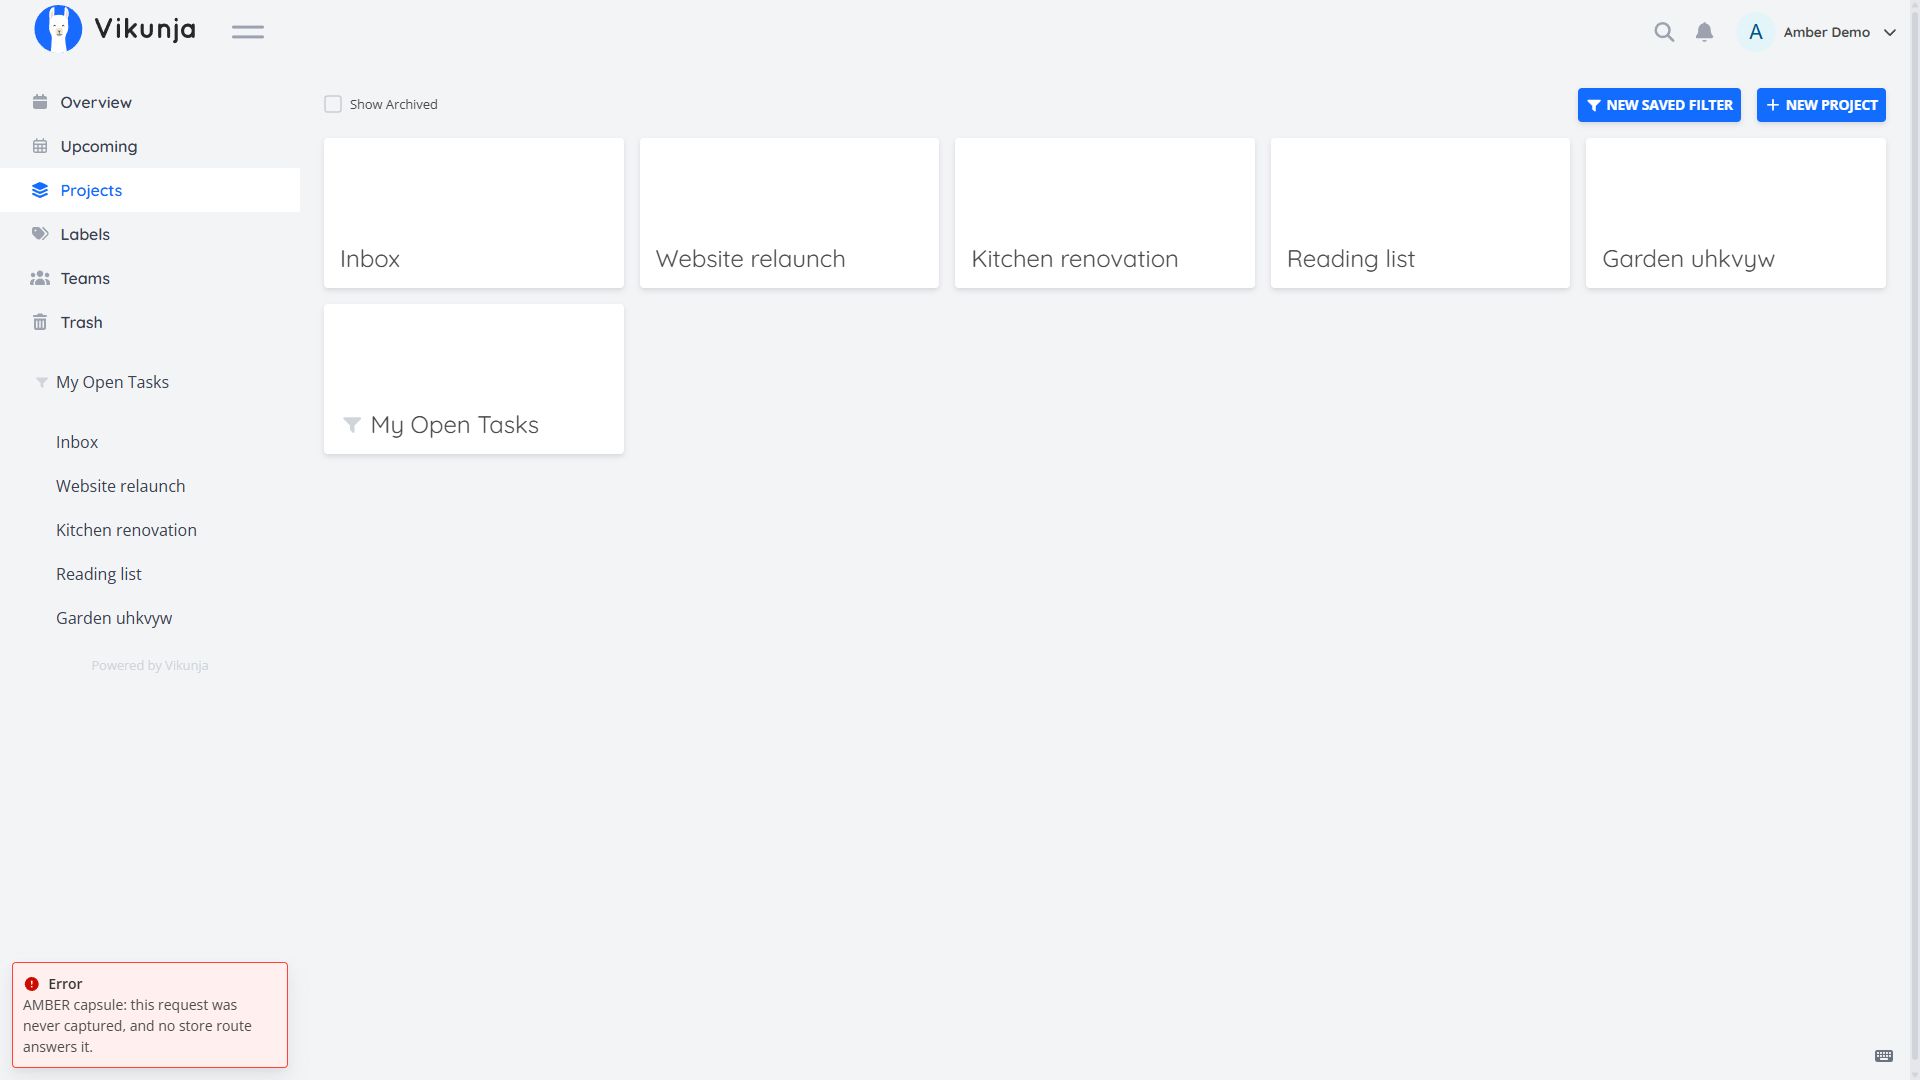 Vikunja
A
Amber Demo
Overview
Upcoming
Projects
Labels
Teams
Trash
My Open Tasks
Inbox
Website relaunch
Kitchen renovation
Reading list
Garden uhkvyw
Powered by Vikunja
Show Archived
NEW SAVED FILTER
NEW PROJECT
Inbox
Website relaunch
Kitchen renovation
Reading list
Garden uhkvyw
My Open Tasks
Error
AMBER capsule: this request was
never captured, and no store route
answers it.